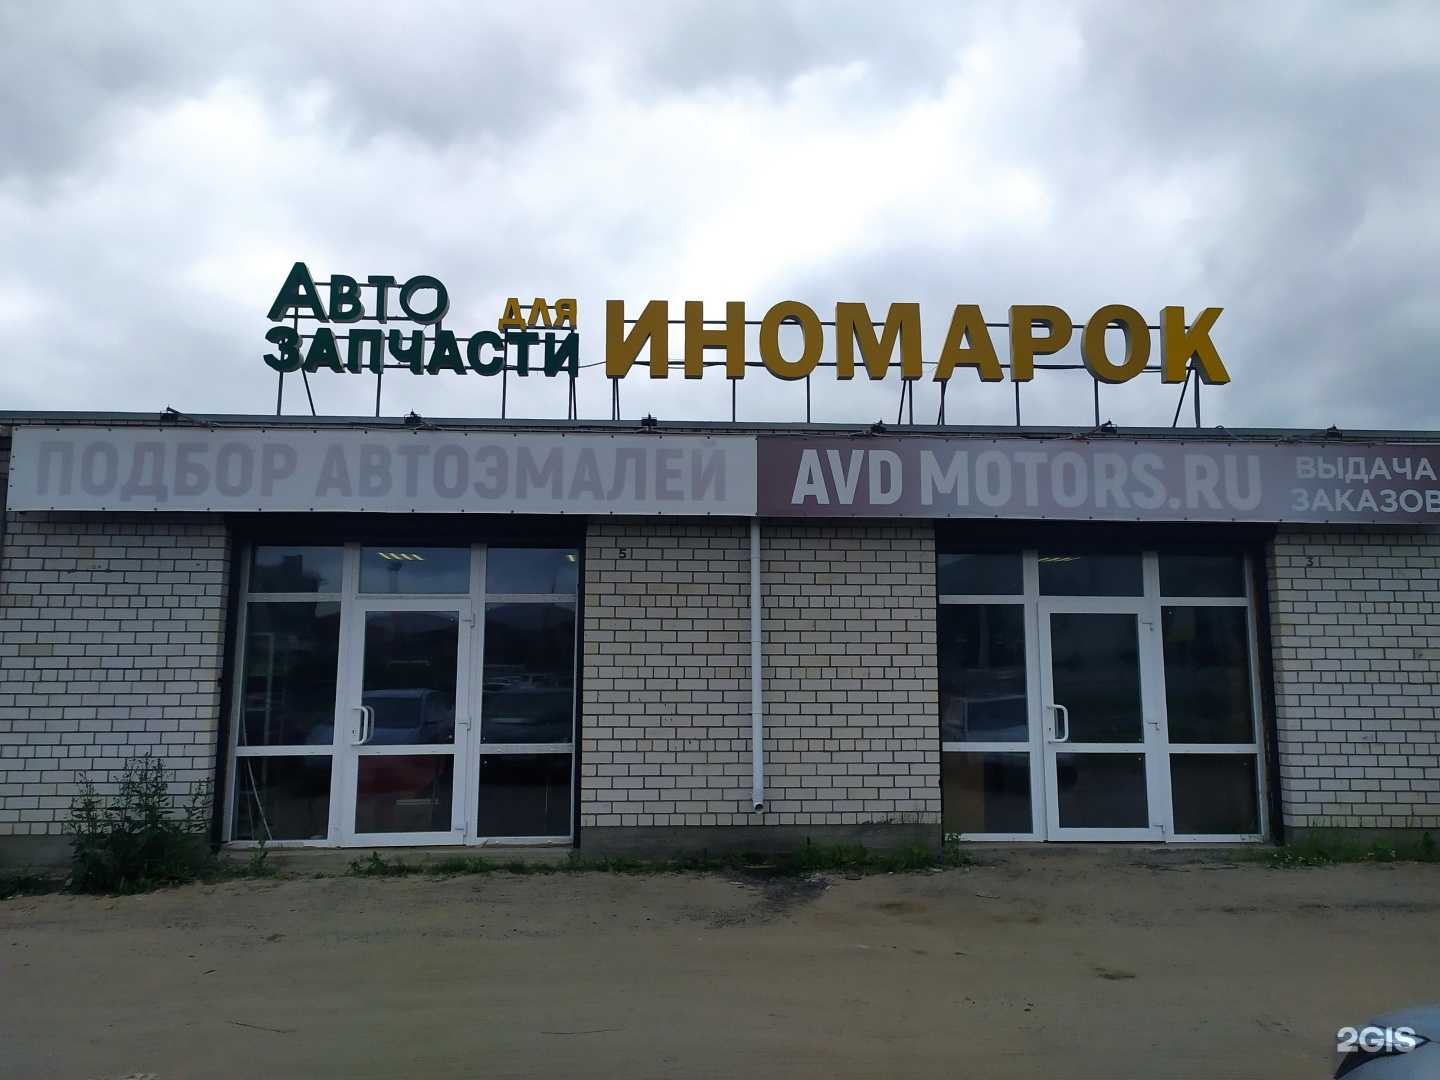 Авто
запчасти для иномарок
ПОДБОР АВТОЭМАЛЕЙ
AVD MOTORS.RU
ВЫДАЧА
ЗАКАЗОВ
5
3
2GIS